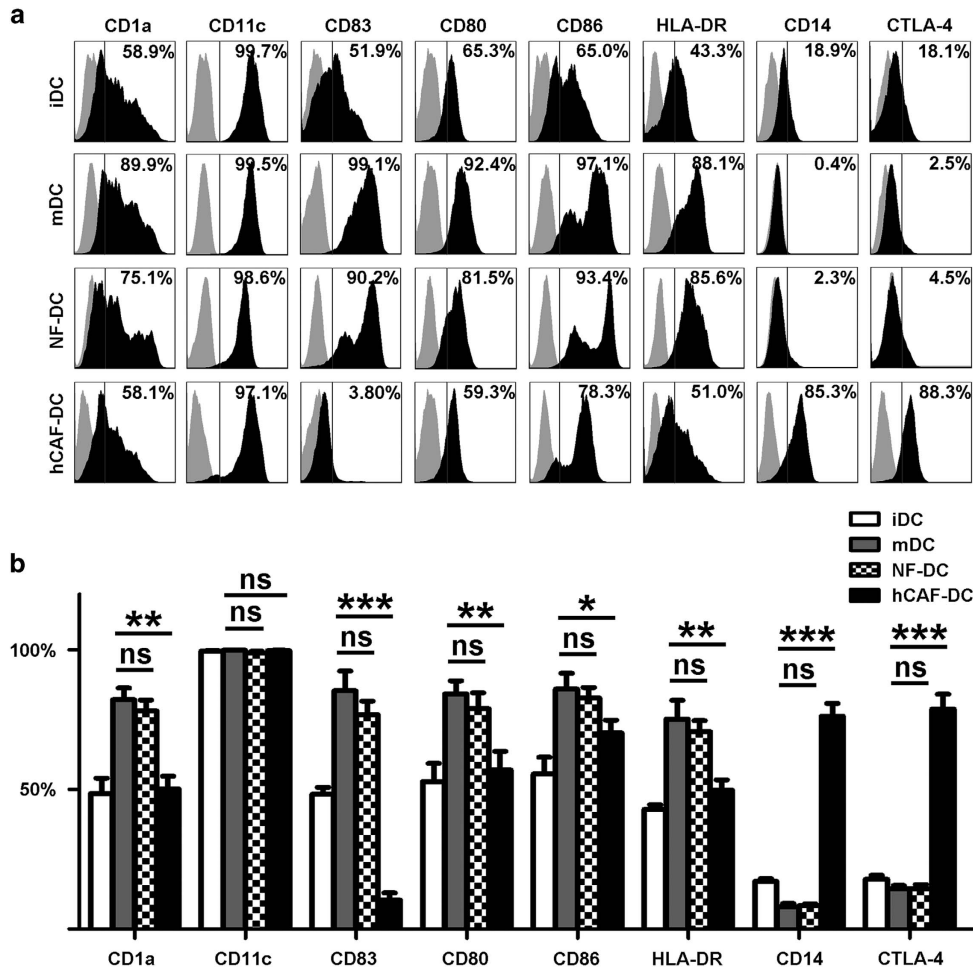 a
CD1a CD11c CD83 CD80 CD86 HLA-DR CD14 CTLA-4
iDC 58.9% 99.7% 51.9% 65.3% 65.0% 43.3% 18.9% 18.1%
mDC 89.9% 99.5% 99.1% 92.4% 97.1% 88.1% 0.4% 2.5%
NF-DC 75.1% 98.6% 90.2% 81.5% 93.4% 85.6% 2.3% 4.5%
hCAF-DC 58.1% 97.1% 3.80% 59.3% 78.3% 51.0% 85.3% 88.3%
iDC
mDC
NF-DC
hCAF-DC
b
** ns *** ** * ** *** ***
ns ns ns ns ns ns ns ns
100%
50%
CD1a CD11c CD83 CD80 CD86 HLA-DR CD14 CTLA-4